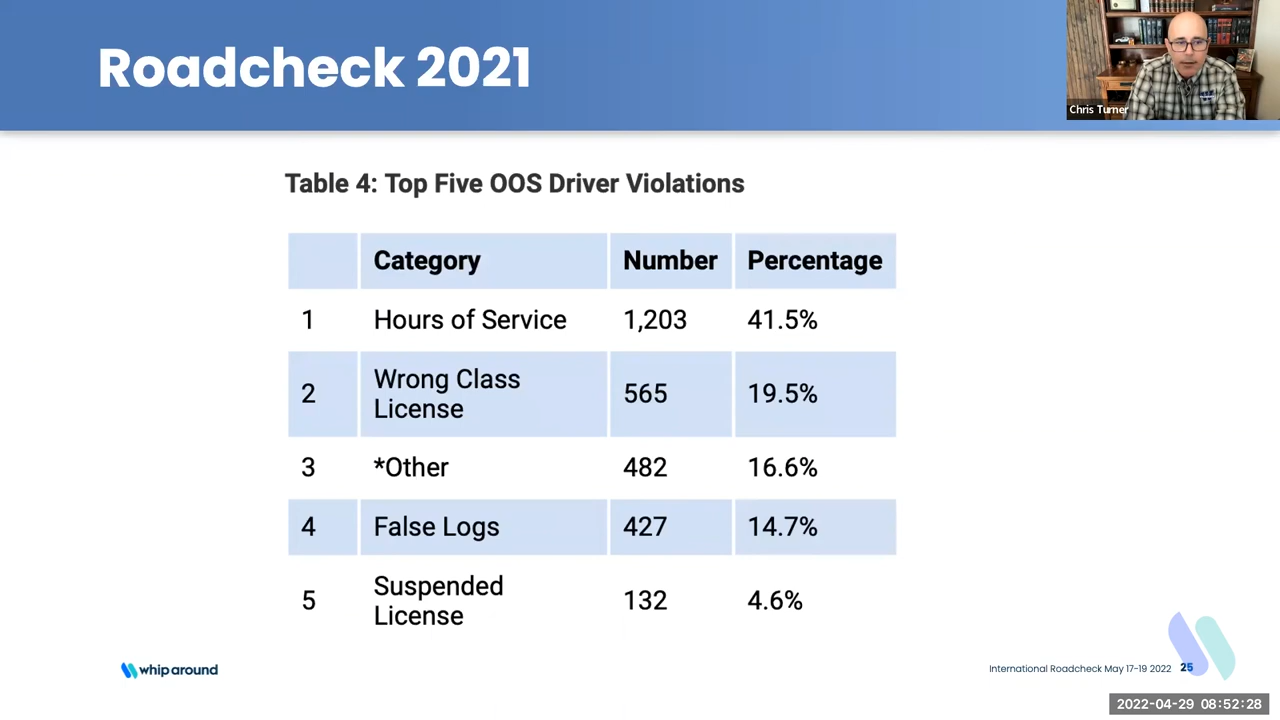 Roadcheck 2021
Chris Turner
Table 4: Top Five OOS Driver Violations
Category Number Percentage
1 Hours of Service 1,203 41.5%
2 Wrong Class License 565 19.5%
3 *Other 482 16.6%
4 False Logs 427 14.7%
5 Suspended License 132 4.6%
whip around
International Roadcheck May 17-19 2022 25
2022-04-29 08:52:28